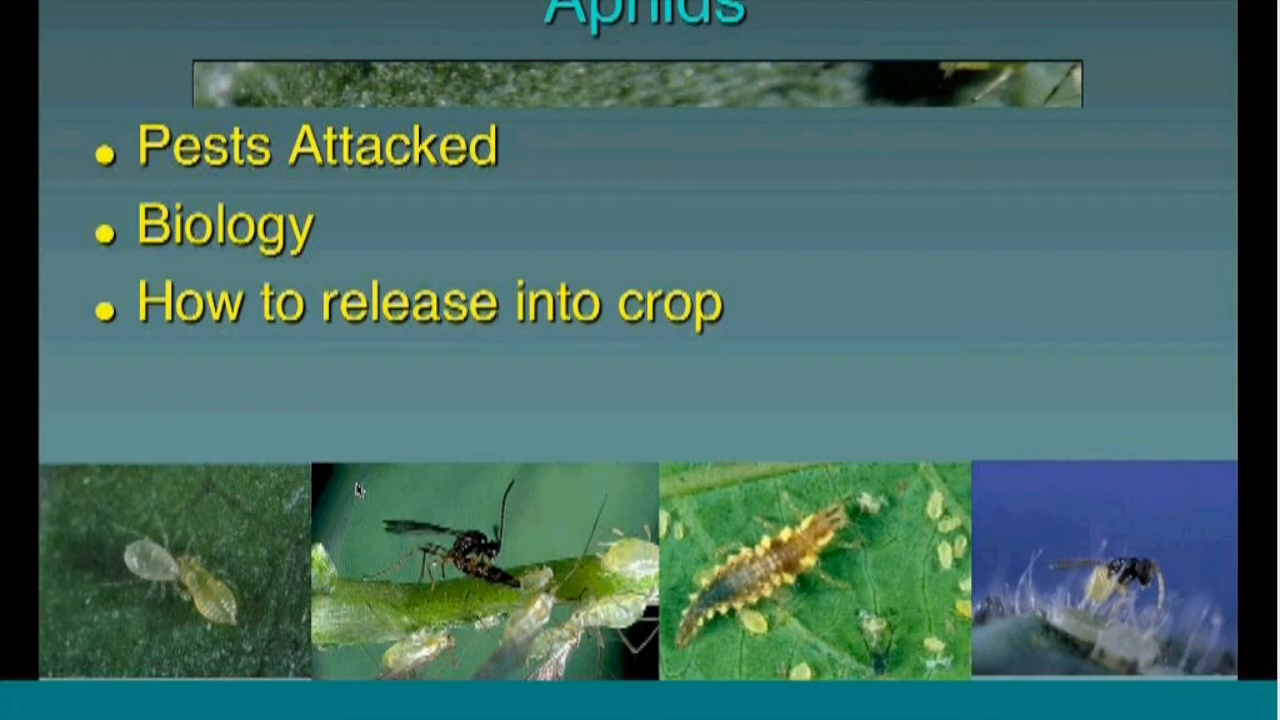 Aphids
• Pests Attacked
• Biology
• How to release into crop